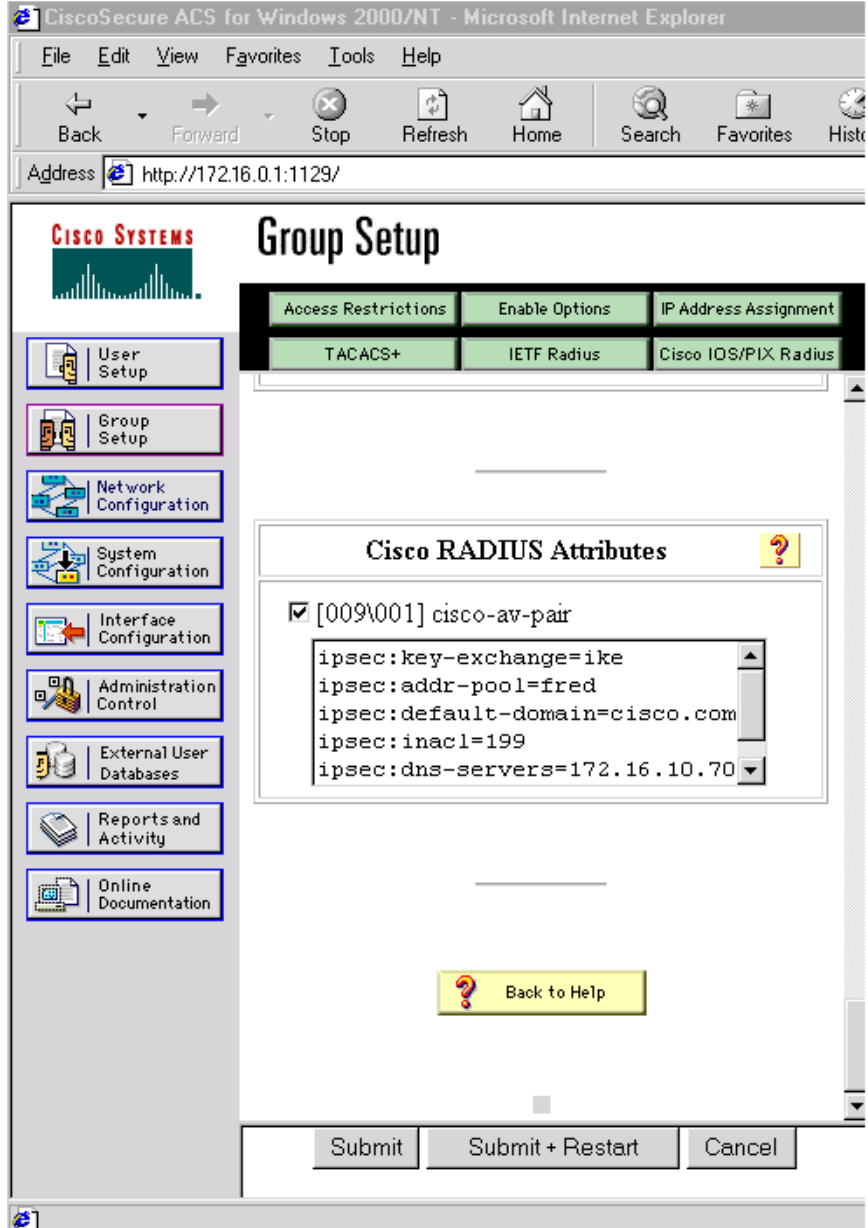 CiscoSecure ACS for Windows 2000/NT - Microsoft Internet Explorer
File Edit View Favorites Tools Help
Back Forward Stop Refresh Home Search Favorites
Address http://172.16.0.1:1129/
CISCO SYSTEMS
Group Setup
Access Restrictions Enable Options IP Address Assignment
TACACS+ IETF Radius Cisco IOS/PIX Radius
User
Setup
Group
Setup
Network
Configuration
System
Configuration
Interface
Configuration
Administration
Control
External User
Databases
Reports and
Activity
Online
Documentation
Cisco RADIUS Attributes
[009\001] cisco-av-pair
ipsec:key-exchange=ike
ipsec:addr-pool=fred
ipsec:default-domain=cisco.com
ipsec:inacl=199
ipsec:dns-servers=172.16.10.70
Back to Help
Submit Submit + Restart Cancel